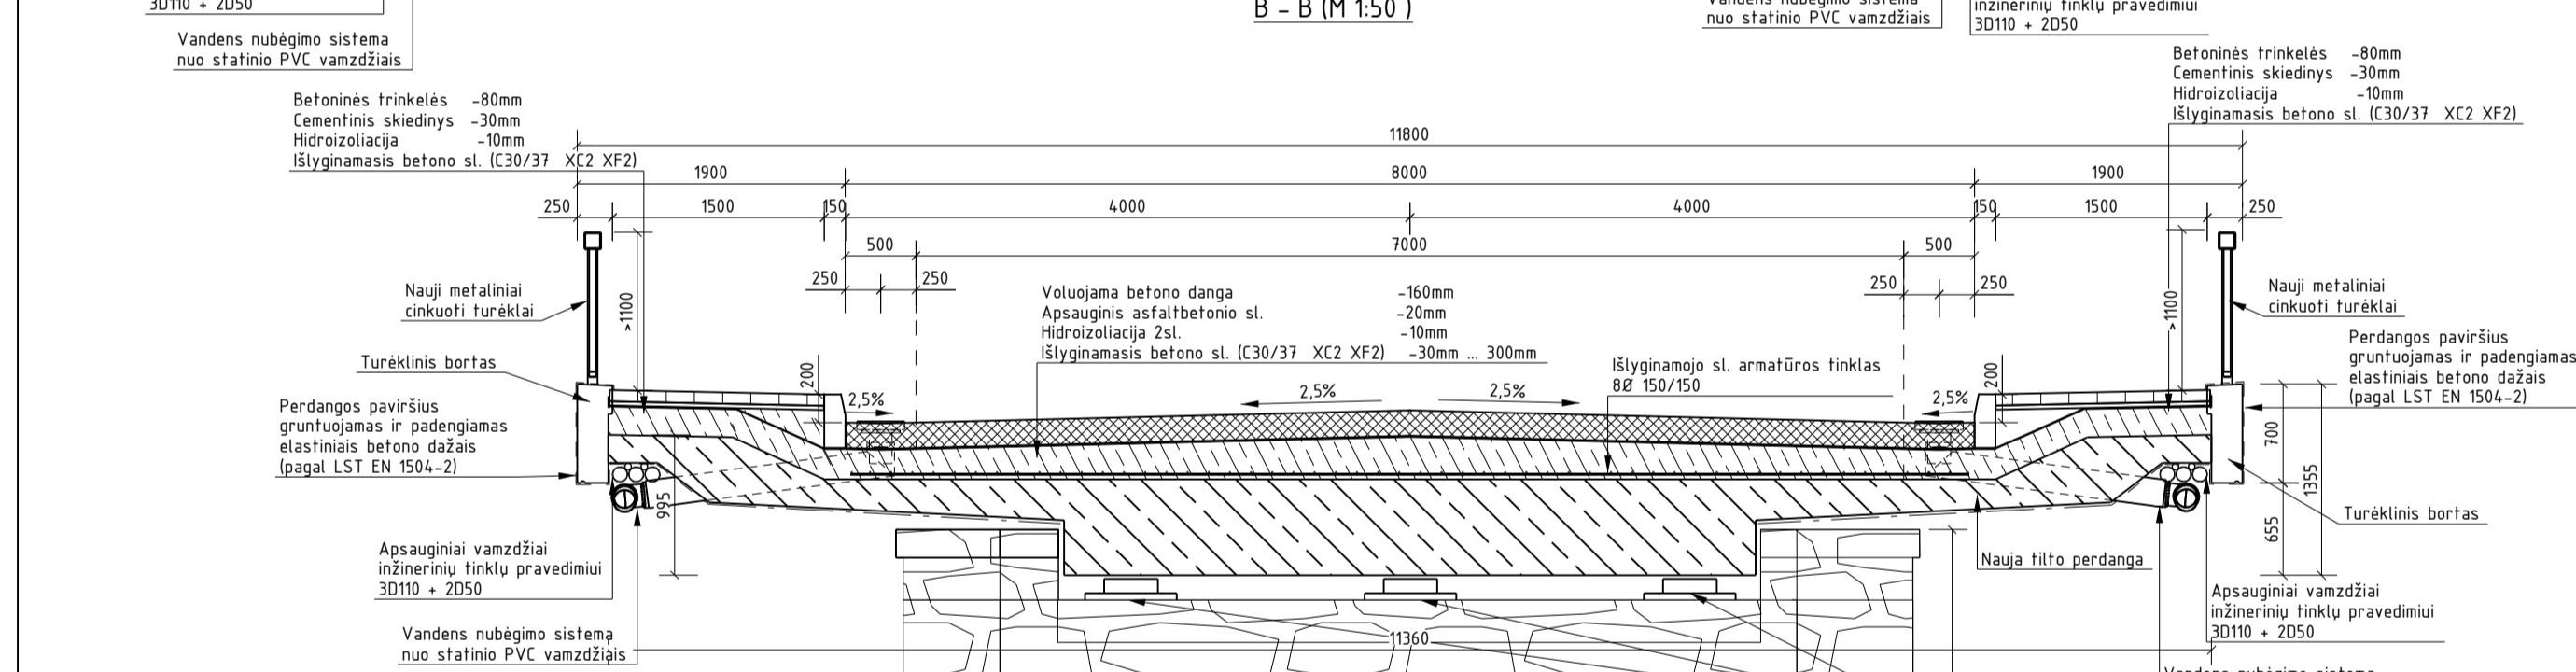 3D110 + 2D50
Vandens nubėgimo sistema
nuo statinio PVC vamzdžiais
B - B (M 1:50 )
nuo statinio PVC vamzdžiais
inžinerinių tinklų pravedimui
3D110 + 2D50
Betoninės trinkelės -80mm
Cementinis skiedinys -30mm
Hidroizoliacija -10mm
Išlyginamasis betono sl. (C30/37 XC2 XF2)
Betoninės trinkelės -80mm
Cementinis skiedinys -30mm
Hidroizoliacija -10mm
Išlyginamasis betono sl. (C30/37 XC2 XF2)
11800
1900
8000
1900
250
1500
150
4000
4000
150
1500
250
500
7000
500
250
250
250
250
Nauji metaliniai
cinkuoti turėklai
>1100
Voluojama betono danga -160mm
Apsauginis asfaltbetonio sl. -20mm
Hidroizoliacija 2sl. -10mm
Išlyginamasis betono sl. (C30/37 XC2 XF2) -30mm ... 300mm
Išlyginamojo sl. armatūros tinklas
8Ø 150/150
>1100
Nauji metaliniai
cinkuoti turėklai
Turėklinis bortas
200
2,5%
2,5%
2,5%
2,5%
200
Perdangos paviršius
gruntuojamas ir padengiamas
elastiniais betono dažais
(pagal LST EN 1504-2)
Perdangos paviršius
gruntuojamas ir padengiamas
elastiniais betono dažais
(pagal LST EN 1504-2)
995
700
1355
655
Turėklinis bortas
Nauja tilto perdanga
Apsauginiai vamzdžiai
inžinerinių tinklų pravedimui
3D110 + 2D50
Apsauginiai vamzdžiai
inžinerinių tinklų pravedimui
3D110 + 2D50
Vandens nubėgimo sistema
nuo statinio PVC vamzdžiais
11360